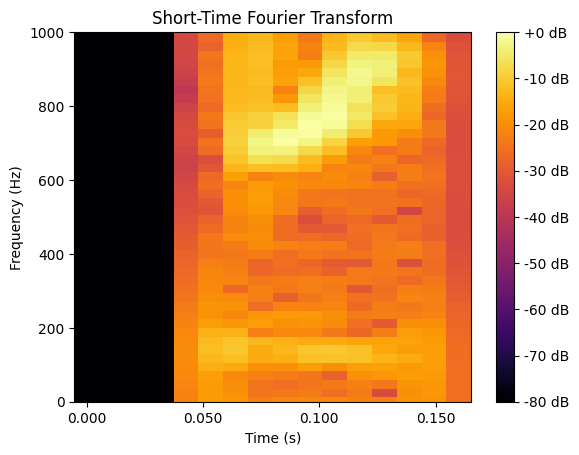 Short-Time Fourier Transform
1000
800
600
400
200
0
Frequency (Hz)
0.000
0.050
0.100
0.150
Time (s)
+0 dB
-10 dB
-20 dB
-30 dB
-40 dB
-50 dB
-60 dB
-70 dB
-80 dB